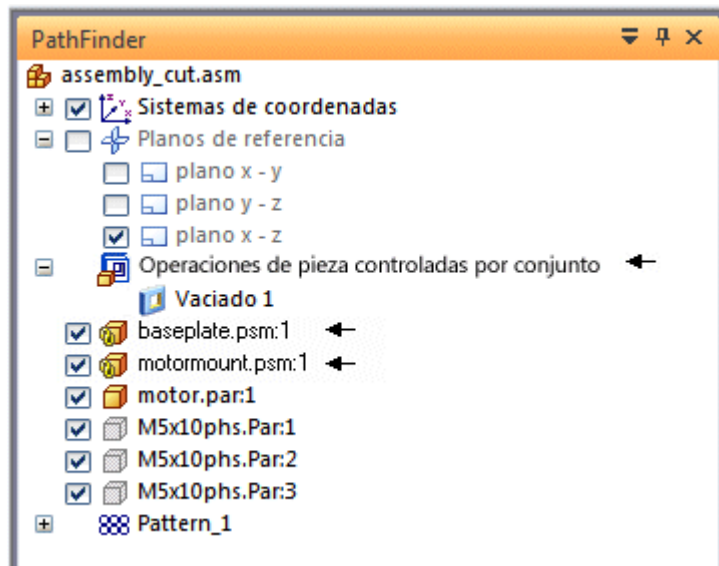 PathFinder
assembly_cut.asm
Sistemas de coordenadas
Planos de referencia
plano x - y
plano y - z
plano x - z
Operaciones de pieza controladas por conjunto
Vaciado 1
baseplate.psm:1
motormount.psm:1
motor.par:1
M5x10phs.Par:1
M5x10phs.Par:2
M5x10phs.Par:3
Pattern_1